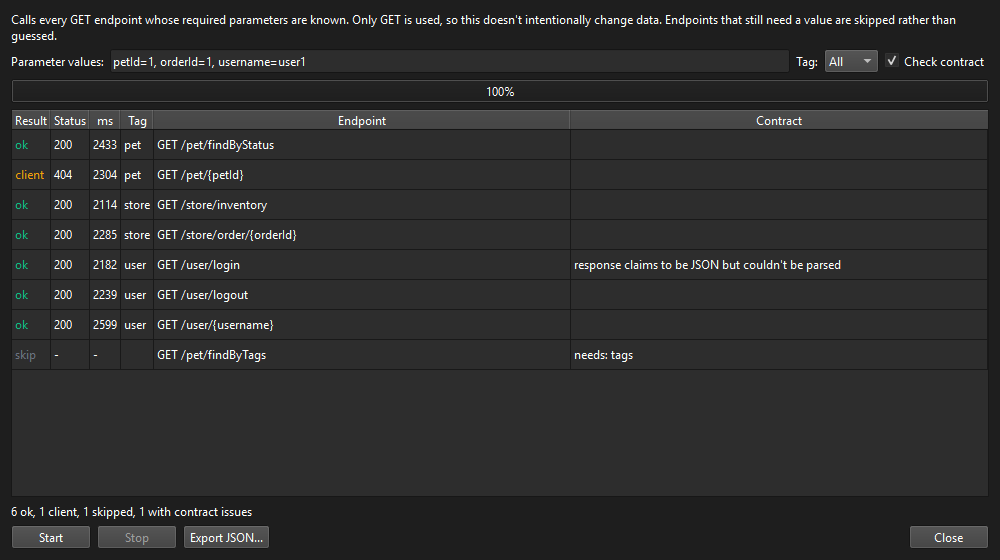 Calls every GET endpoint whose required parameters are known. Only GET is used, so this doesn't intentionally change data. Endpoints that still need a value are skipped rather than
guessed.
Parameter values: petId=1, orderId=1, username=user1 Tag: All Check contract
100%
Result Status ms Tag Endpoint Contract
ok 200 2433 pet GET /pet/findByStatus
client 404 2304 pet GET /pet/{petId}
ok 200 2114 store GET /store/inventory
ok 200 2285 store GET /store/order/{orderId}
ok 200 2182 user GET /user/login response claims to be JSON but couldn't be parsed
ok 200 2239 user GET /user/logout
ok 200 2599 user GET /user/{username}
skip - - GET /pet/findByTags needs: tags
6 ok, 1 client, 1 skipped, 1 with contract issues
Start Stop Export JSON... Close